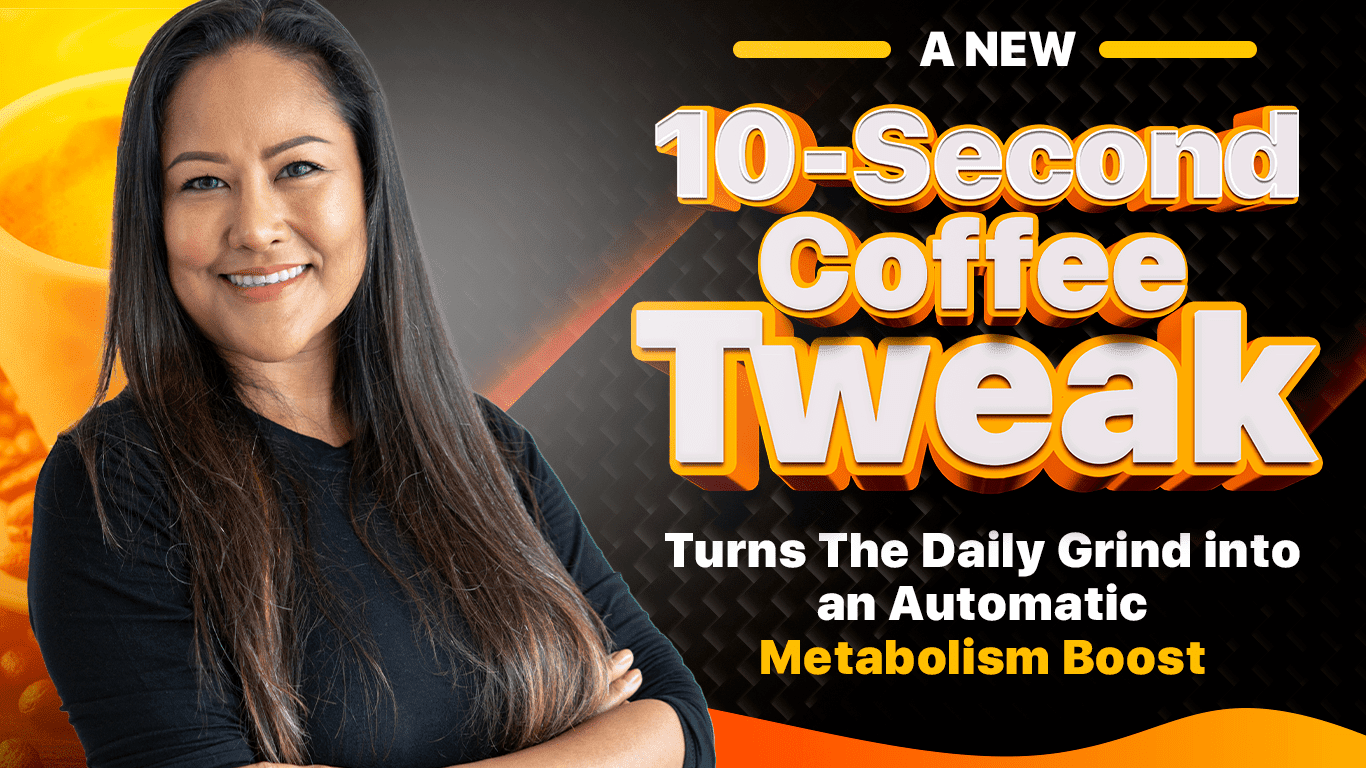 A NEW
10-Second
Coffee
Tweak
Turns The Daily Grind into
an Automatic
Metabolism Boost